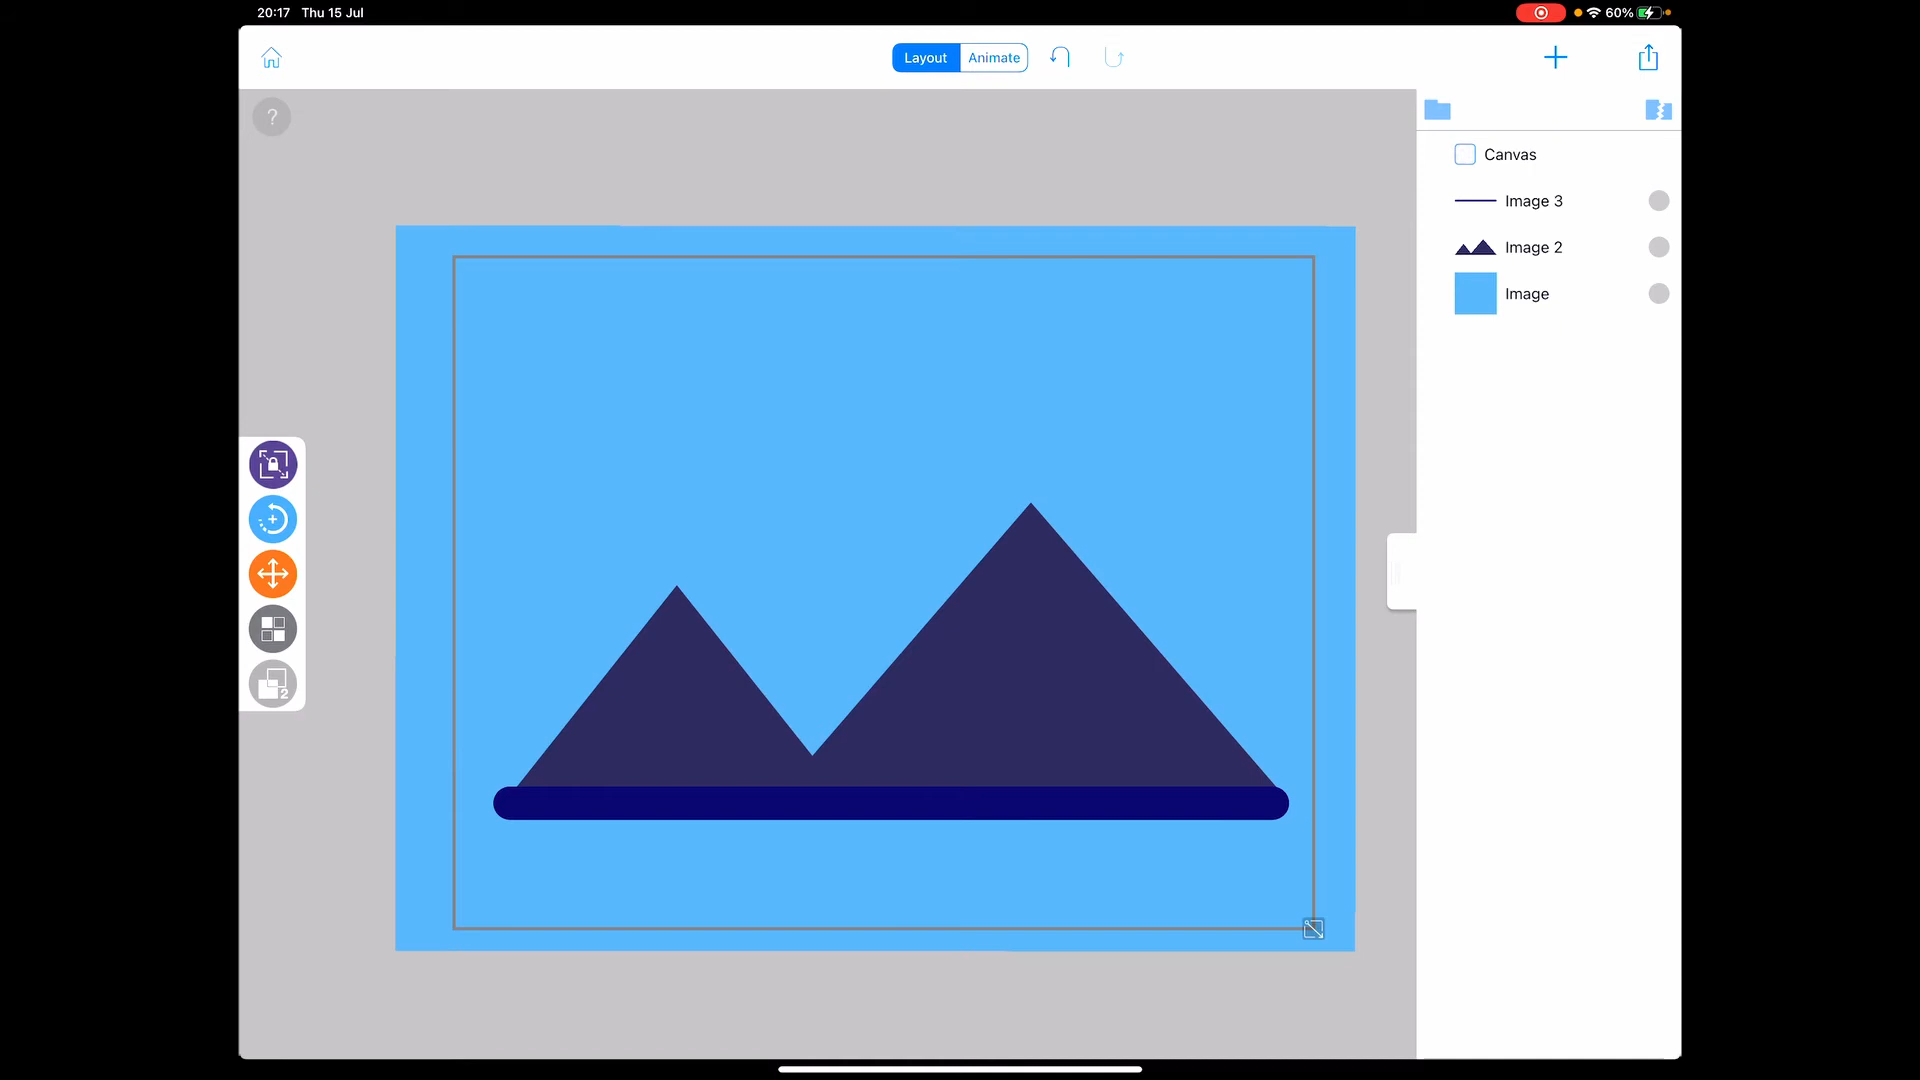 20:17 Thu 15 Jul
60%
Layout Animate
?
Canvas
Image 3
Image 2
Image
2